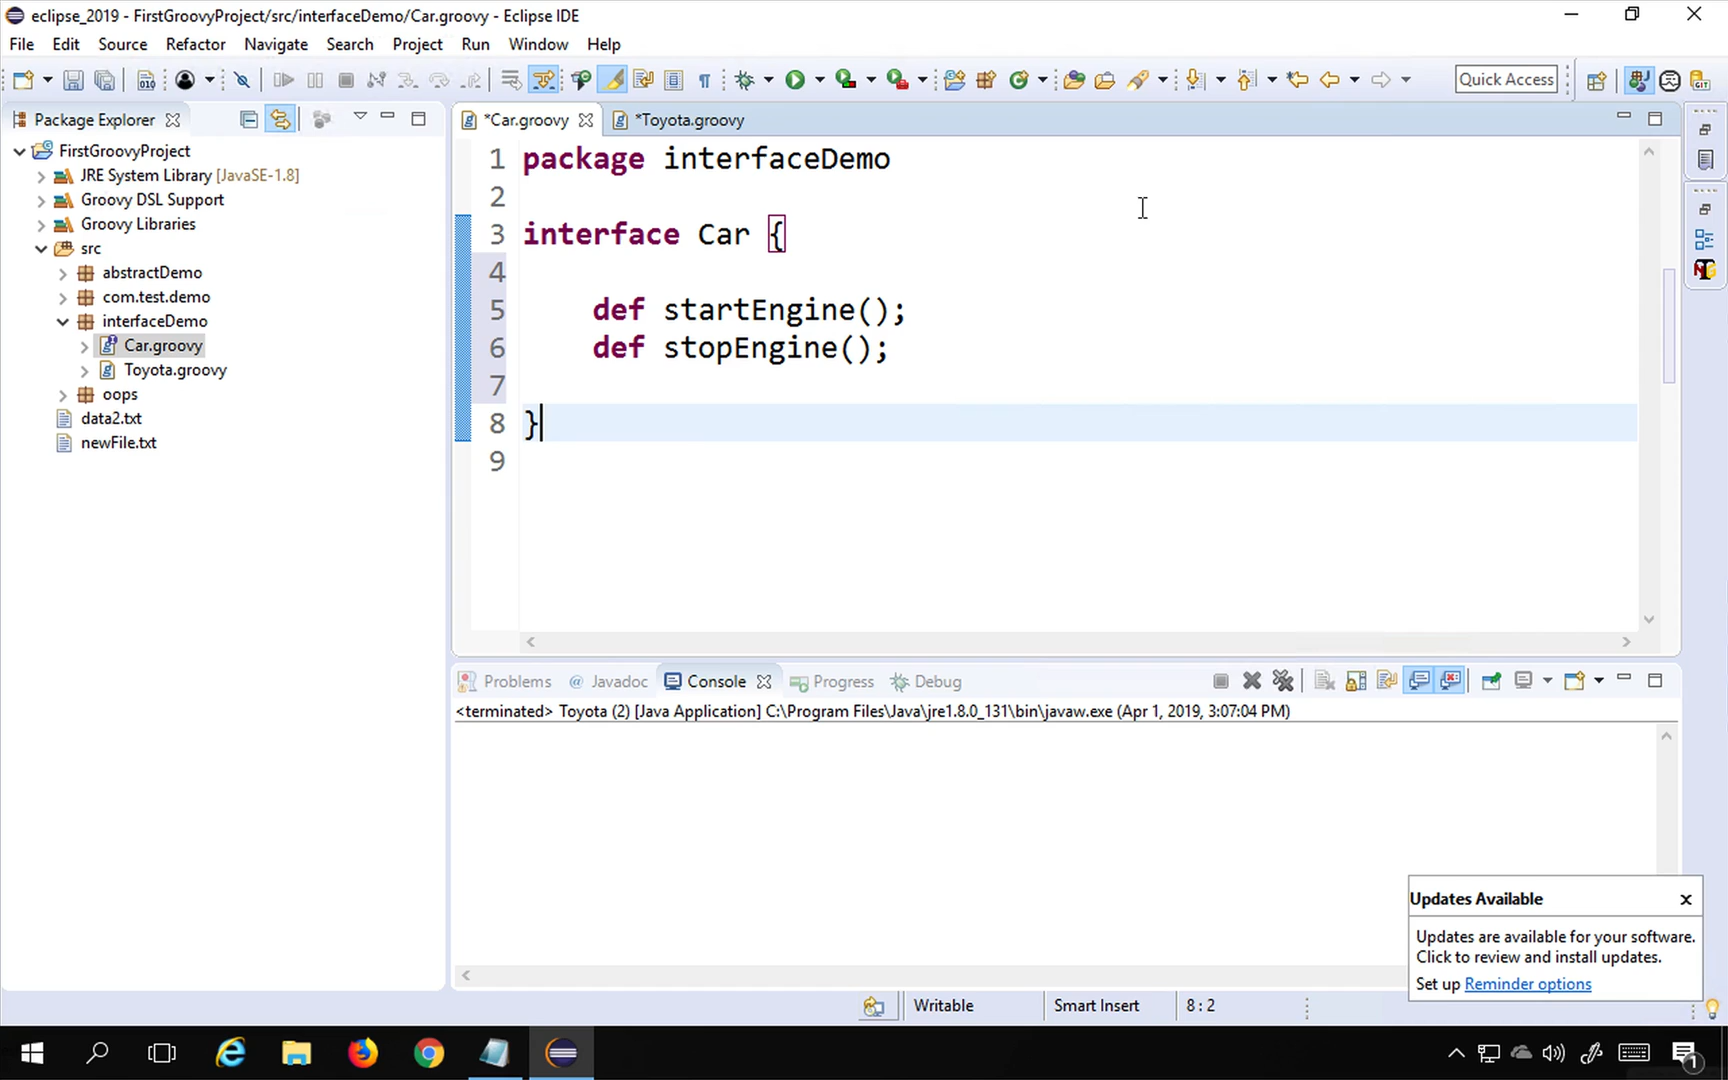 eclipse_2019 - FirstGroovyProject/src/interfaceDemo/Car.groovy - Eclipse IDE
File Edit Source Refactor Navigate Search Project Run Window Help
Quick Access
Package Explorer
*Car.groovy
*Toyota.groovy
FirstGroovyProject
JRE System Library [JavaSE-1.8]
Groovy DSL Support
Groovy Libraries
src
abstractDemo
com.test.demo
interfaceDemo
Car.groovy
Toyota.groovy
oops
data2.txt
newFile.txt
1 package interfaceDemo
2
3 interface Car {
4
5 def startEngine();
6 def stopEngine();
7
8 }
9
Problems @ Javadoc Console Progress Debug
<terminated> Toyota (2) [Java Application] C:\Program Files\Java\jre1.8.0_131\bin\javaw.exe (Apr 1, 2019, 3:07:04 PM)
Updates Available
Updates are available for your software.
Click to review and install updates.
Set up Reminder options
Writable Smart Insert 8 : 2
1